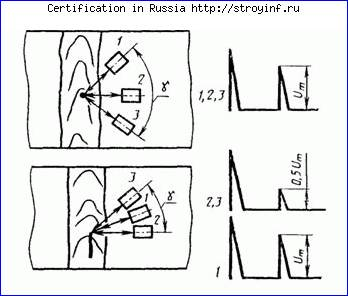 Certification in Russia http://stroyinf.ru
1
2
3
γ
1,2,3
Um
3
1
2
γ
2,3
0,5 Um
1
Um